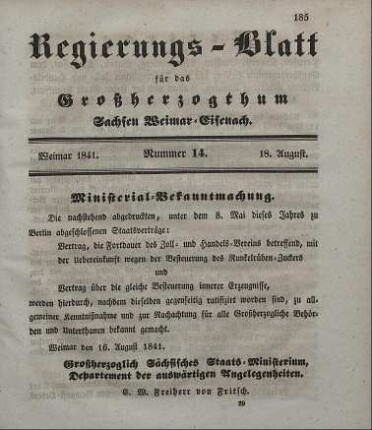 185
Regierungs-Blatt
für das
Großherzogthum
Sachsen Weimar-Eisenach.
Weimar 1841. Nummer 14. 18. August.
Ministerial-Bekanntmachung.
Die nachstehend abgedruckten, unter dem 8. Mai dieses Jahres zu
Berlin abgeschlossenen Staatsverträge:
Vertrag, die Fortdauer des Zoll- und Handels-Vereins betreffend, mit
der Uebereinkunft wegen der Besteuerung des Runkelrüben-Zuckers
und
Vertrag über die gleiche Besteuerung innerer Erzeugnisse,
werden hierdurch, nachdem dieselben gegenseitig ratifizirt worden sind, zu all-
gemeiner Kenntnißnahme und zur Nachachtung für alle Großherzogliche Behör-
den und Unterthanen bekannt gemacht.
Weimar den 16. August 1841.
Großherzoglich Sächsisches Staats-Ministerium,
Departement der auswärtigen Angelegenheiten.
C. W. Freiherr von Fritsch.
29